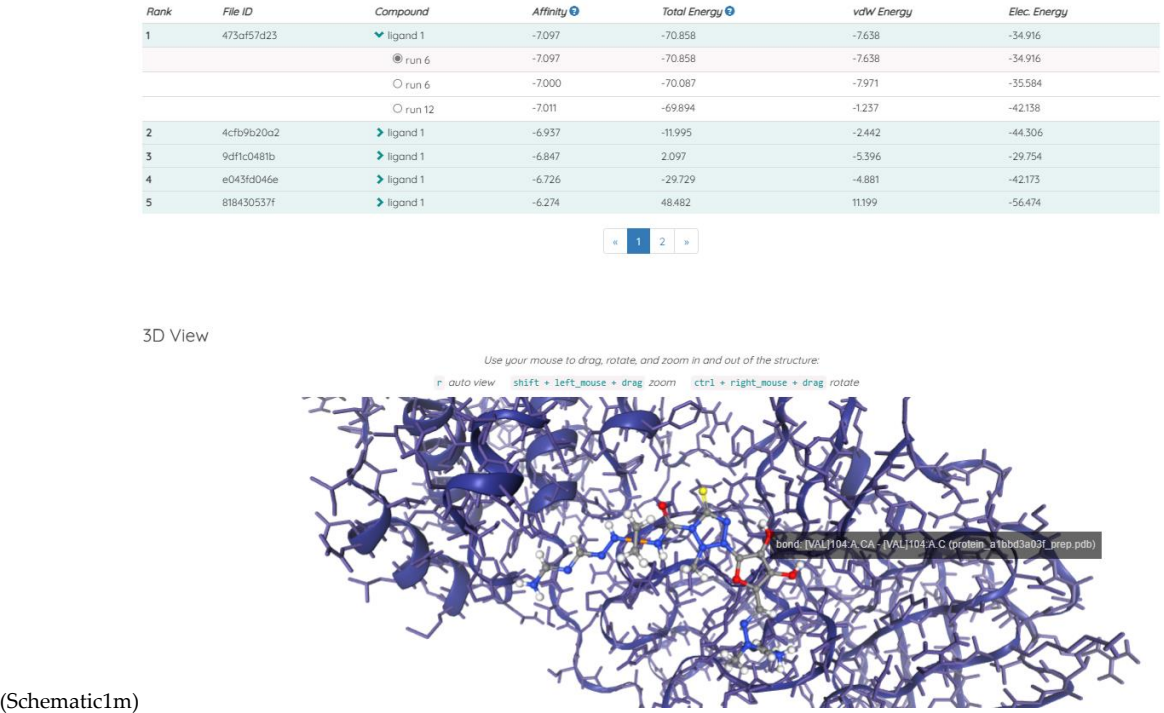 Rank File ID Compound Affinity ? Total Energy ? vdW Energy Elec. Energy
1 473af57d23 ligand 1 -7.097 -70.858 -7.638 -34.916
run 6 -7.097 -70.858 -7.638 -34.916
run 6 -7.000 -70.087 -7.971 -35.584
run 12 -7.011 -69.894 -1.237 -42.138
2 4cfb9b20a2 ligand 1 -6.937 -11.995 -2.442 -44.306
3 9df1c0481b ligand 1 -6.847 2.097 -5.396 -29.754
4 e043fd046e ligand 1 -6.726 -29.729 -4.881 -42.173
5 818430537f ligand 1 -6.274 48.482 11.199 -56.474
« 1 2 »
3D View
Use your mouse to drag, rotate, and zoom in and out of the structure:
r auto view shift + left_mouse + drag zoom ctrl + right_mouse + drag rotate
bond: [VAL]104:A.CA - [VAL]104:A.C (protein_a1bbd3a03f_prep.pdb)
(Schematic1m)